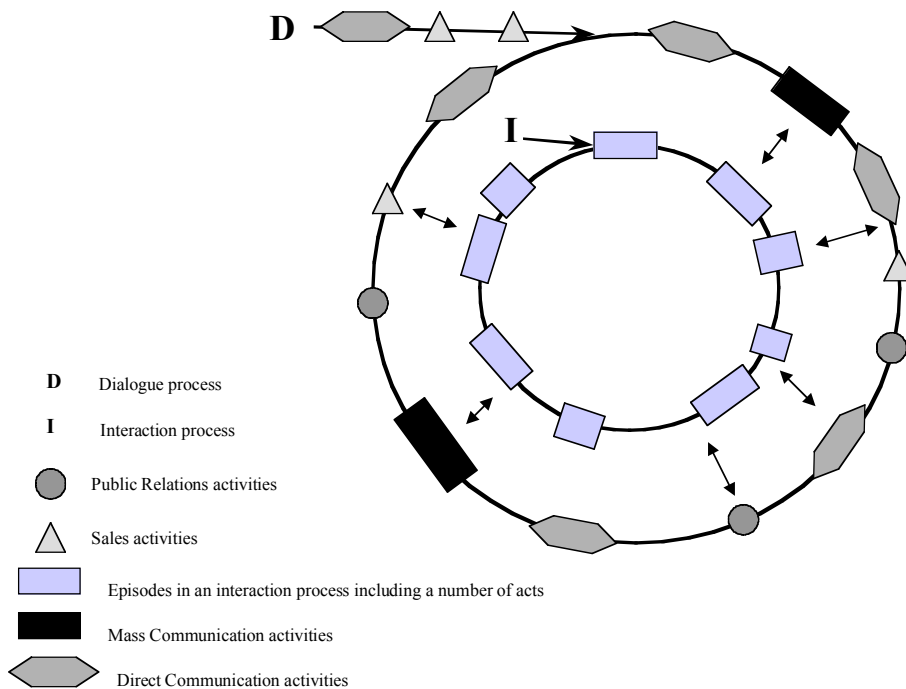 D
I
D Dialogue process
I Interaction process
Public Relations activities
Sales activities
Episodes in an interaction process including a number of acts
Mass Communication activities
Direct Communication activities